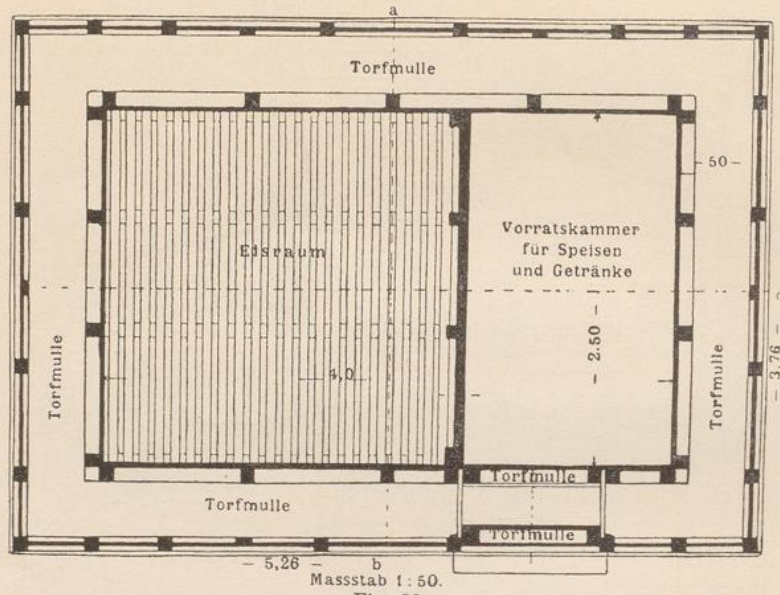 a
Torfmulle
- 50 -
Vorratskammer
für Speisen
und Getränke
Eisraum
- 2.50 -
- 3.76 -
4,0
Torfmulle
Torfmulle
Torfmulle
Torfmulle
Torfmulle
- 5,26 - b
Massstab 1:50.